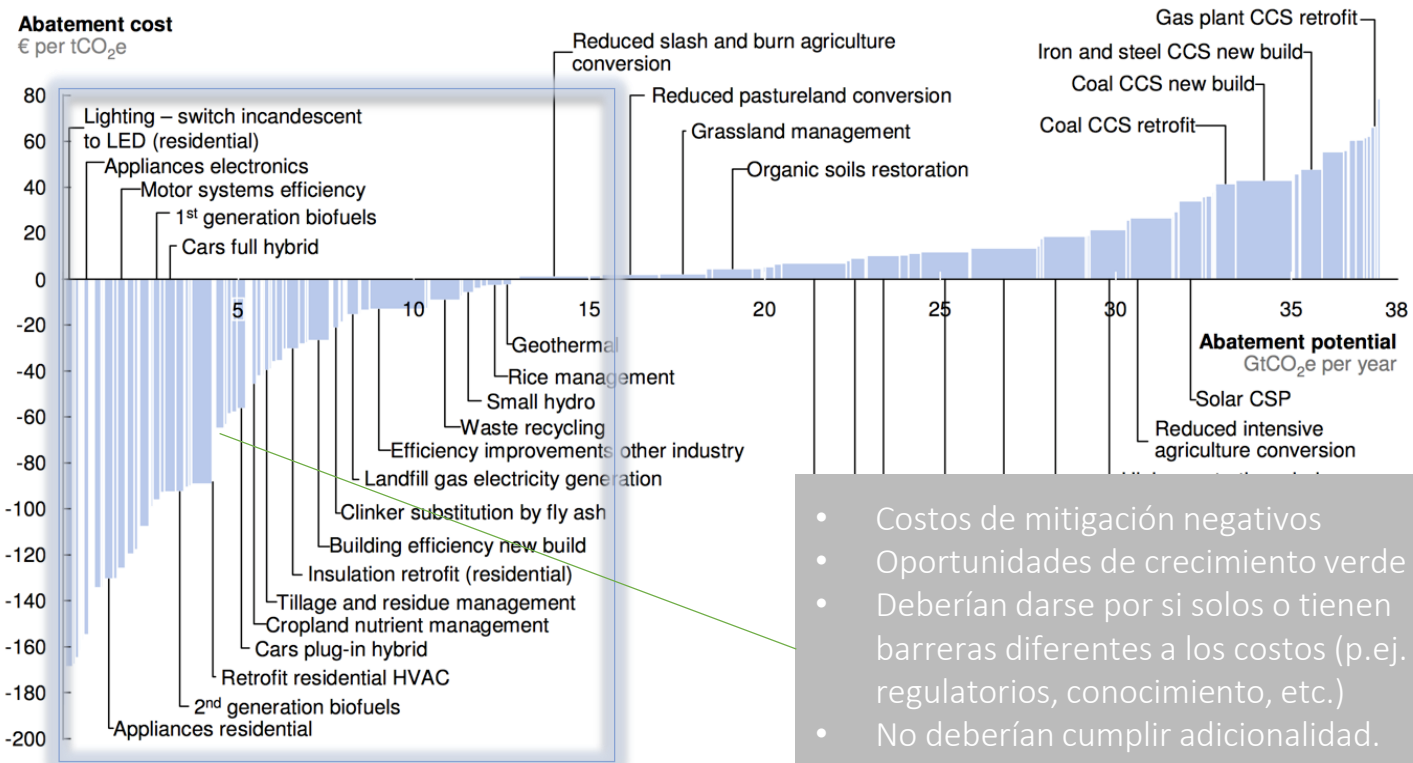 Abatement cost
€ per tCO₂e
Gas plant CCS retrofit
Reduced slash and burn agriculture
conversion
Iron and steel CCS new build
Coal CCS new build
80
Lighting – switch incandescent
to LED (residential)
Reduced pastureland conversion
60
Grassland management
Coal CCS retrofit
Appliances electronics
40
Motor systems efficiency
Organic soils restoration
1st generation biofuels
20
Cars full hybrid
0
5
10
15
20
25
30
35
38
-20
Abatement potential
GtCO₂e per year
Geothermal
-40
Rice management
Small hydro
Solar CSP
-60
Waste recycling
Reduced intensive
agriculture conversion
Efficiency improvements other industry
-80
Landfill gas electricity generation
-100
Clinker substitution by fly ash
Building efficiency new build
-120
Insulation retrofit (residential)
-140
Tillage and residue management
Cropland nutrient management
-160
Cars plug-in hybrid
Retrofit residential HVAC
-180
2nd generation biofuels
Appliances residential
-200
• Costos de mitigación negativos
• Oportunidades de crecimiento verde
• Deberían darse por si solos o tienen
barreras diferentes a los costos (p.ej.
regulatorios, conocimiento, etc.)
• No deberían cumplir adicionalidad.